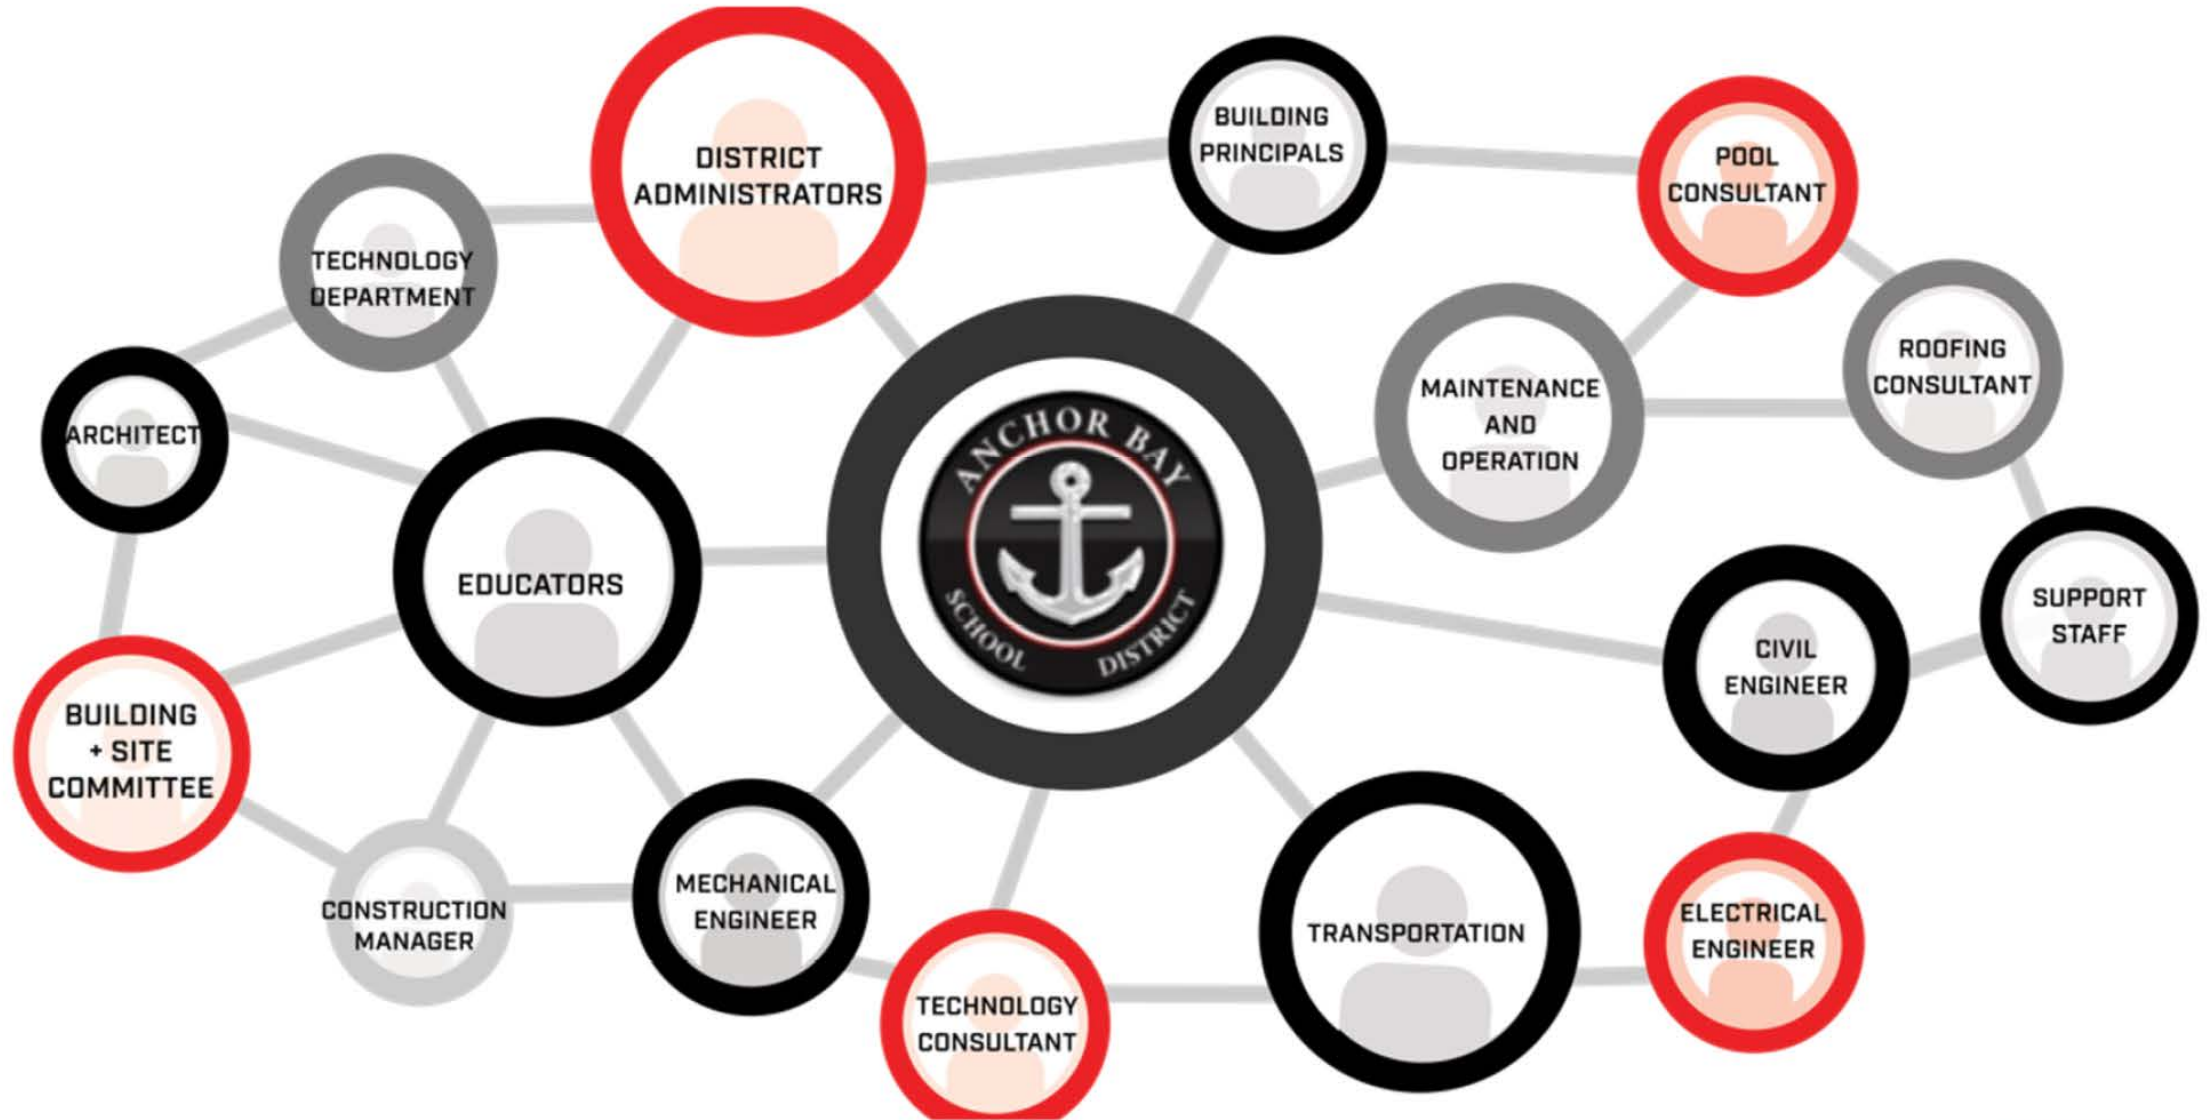 DISTRICT
ADMINISTRATORS
BUILDING
PRINCIPALS
POOL
CONSULTANT
TECHNOLOGY
DEPARTMENT
ROOFING
CONSULTANT
MAINTENANCE
AND
OPERATION
ARCHITECT
ANCHOR BAY
SCHOOL DISTRICT
EDUCATORS
SUPPORT
STAFF
CIVIL
ENGINEER
BUILDING
+ SITE
COMMITTEE
MECHANICAL
ENGINEER
CONSTRUCTION
MANAGER
TRANSPORTATION
ELECTRICAL
ENGINEER
TECHNOLOGY
CONSULTANT